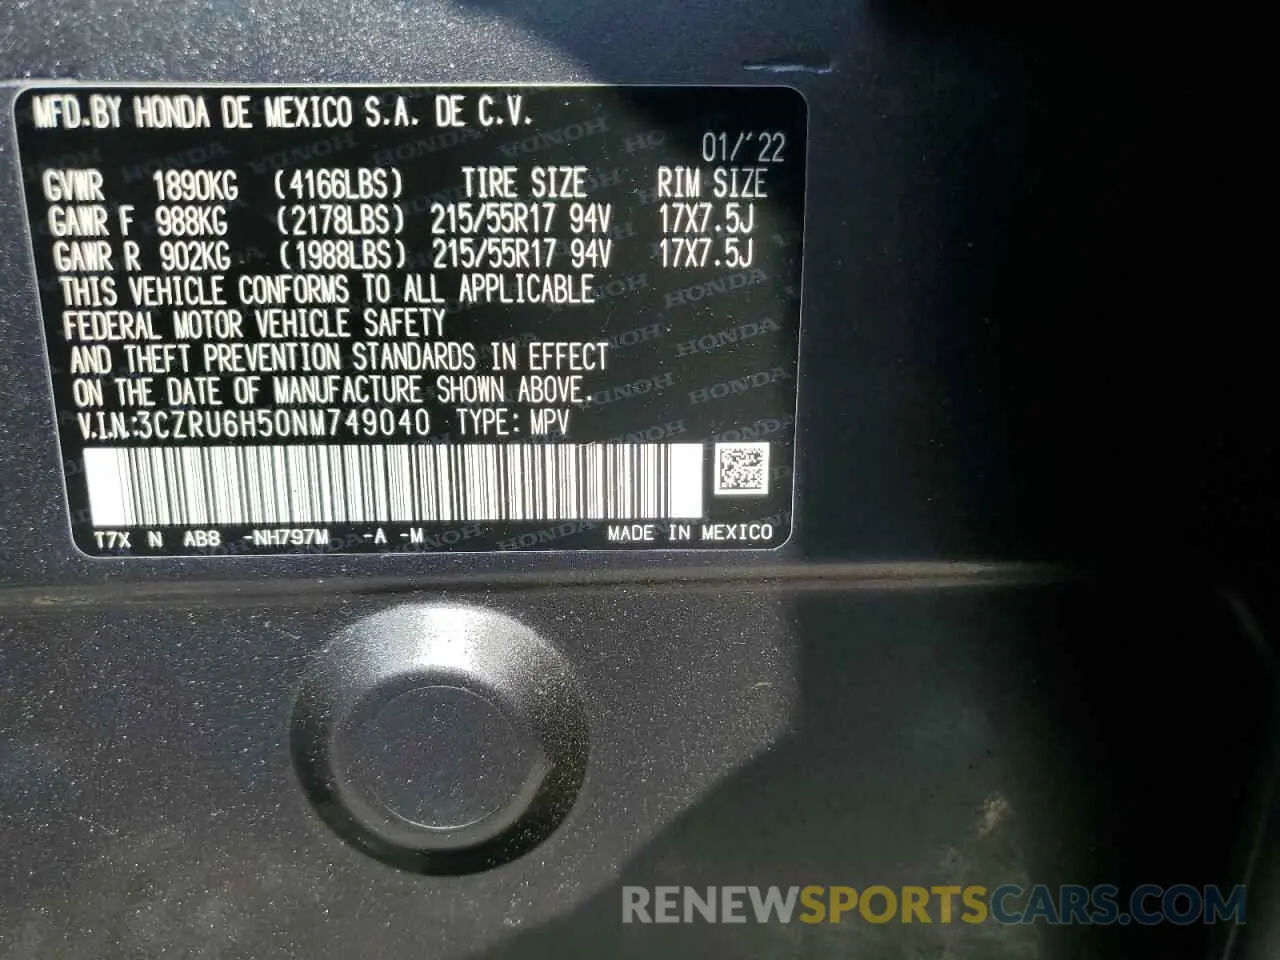 MFD.BY HONDA DE MEXICO S.A. DE C.V.
01/'22
GVWR 1890KG (4166LBS) TIRE SIZE RIM SIZE
GAWR F 988KG (2178LBS) 215/55R17 94V 17X7.5J
GAWR R 902KG (1988LBS) 215/55R17 94V 17X7.5J
THIS VEHICLE CONFORMS TO ALL APPLICABLE
FEDERAL MOTOR VEHICLE SAFETY
AND THEFT PREVENTION STANDARDS IN EFFECT
ON THE DATE OF MANUFACTURE SHOWN ABOVE.
V.I.N.:3CZRU6H50NM749040 TYPE: MPV
T7X N AB8 -NH797M -A -M MADE IN MEXICO
RENEWSPORTSCARS.COM